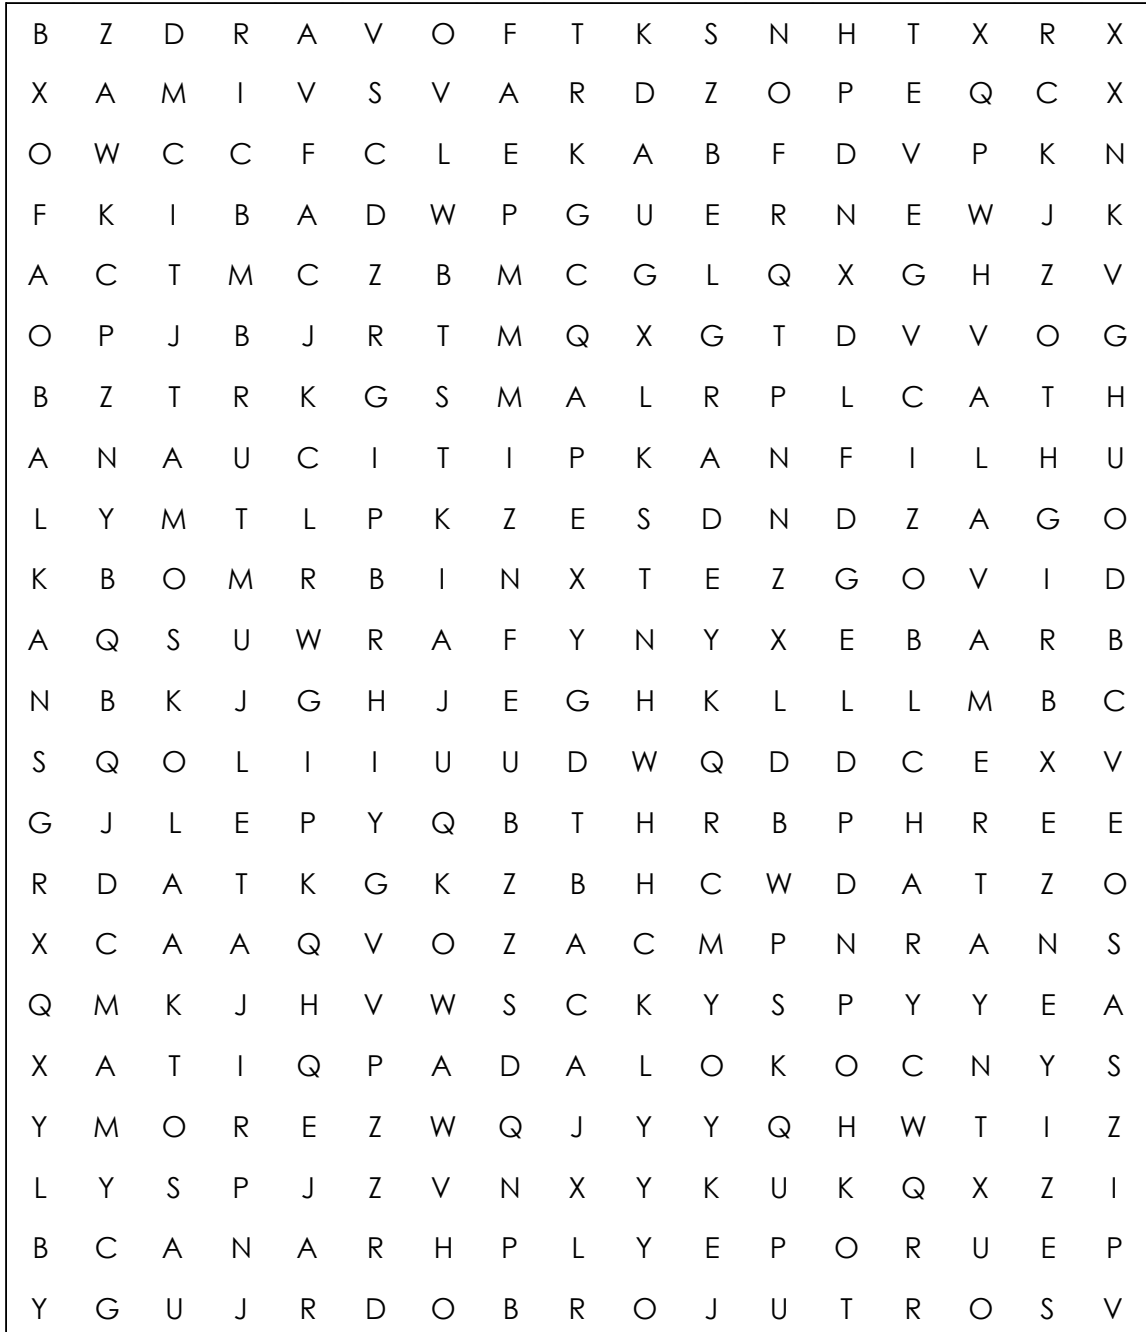 B Z D R A V O F T K S N H T X R X
X A M I V S V A R D Z O P E Q C X
O W C C F C L E K A B F D V P K N
F K I B A D W P G U E R N E W J K
A C T M C Z B M C G L Q X G H Z V
O P J B J R T M Q X G T D V V O G
B Z T R K G S M A L R P L C A T H
A N A U C I T I P K A N F I L H U
L Y M T L P K Z E S D N D Z A G O
K B O M R B I N X T E Z G O V I D
A Q S U W R A F Y N Y X E B A R B
N B K J G H J E G H K L L L M B C
S Q O L I I U U D W Q D D C E X V
G J L E P Y Q B T H R B P H R E E
R D A T K G K Z B H C W D A T Z O
X C A A Q V O Z A C M P N R A N S
Q M K J H V W S C K Y S P Y Y E A
X A T I Q P A D A L O K O C N Y S
Y M O R E Z W Q J Y Y Q H W T I Z
L Y S P J Z V N X Y K U K Q X Z I
B C A N A R H P L Y E P O R U E P
Y G U J R D O B R O J U T R O S V